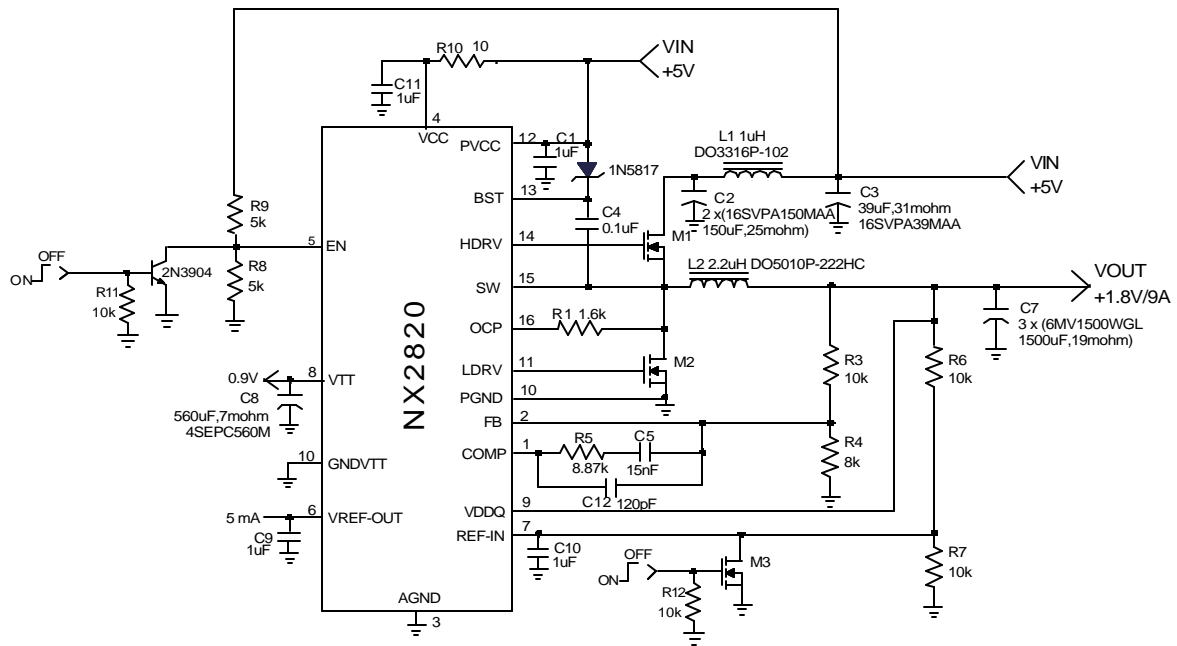 R10 10
VIN
+5V
C11
1uF
4
VCC
PVCC
12
C1
1uF
1N5817
BST
13
C4
0.1uF
L1 1uH
DO3316P-102
VIN
+5V
C2
2 x(16SVPA150MAA
150uF,25mohm)
C3
39uF,31mohm
16SVPA39MAA
R9
5k
5
EN
HDRV
14
M1
OFF
ON
2N3904
R8
5k
R11
10k
SW
15
L2 2.2uH DO5010P-222HC
VOUT
+1.8V/9A
C7
3 x (6MV1500WGL
1500uF,19mohm)
NX2820
OCP
16
R1 1.6k
LDRV
11
M2
R3
10k
R6
10k
0.9V
8
VTT
C8
560uF,7mohm
4SEPC560M
PGND
10
FB
2
COMP
1
R5
8.87k
C5
15nF
C12
120pF
R4
8k
10
GNDVTT
VDDQ
9
5 mA
6
VREF-OUT
C9
1uF
REF-IN
7
C10
1uF
OFF
ON
M3
R12
10k
R7
10k
AGND
3